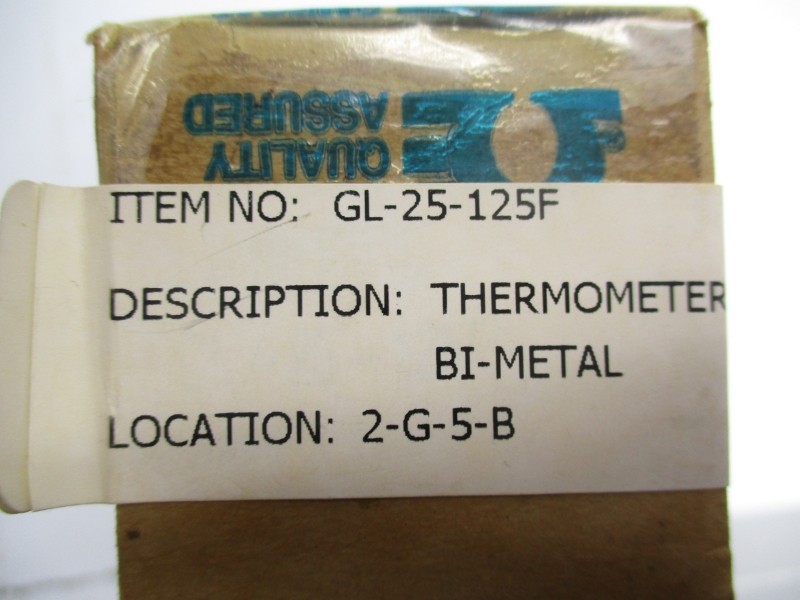 QUALITY
ASSURED
ITEM NO: GL-25-125F
DESCRIPTION: THERMOMETER
BI-METAL
LOCATION: 2-G-5-B